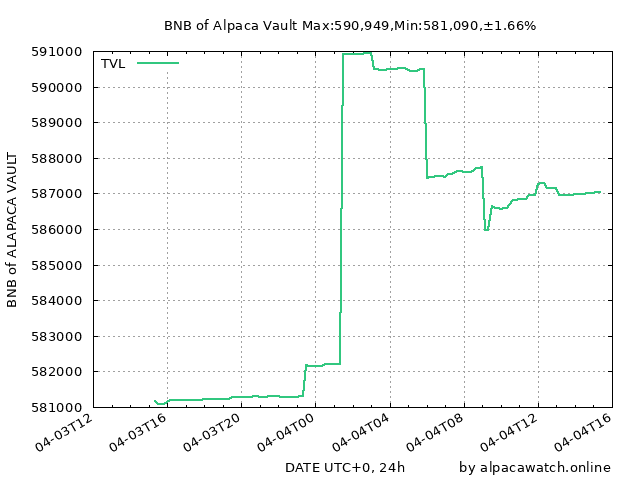 BNB of Alpaca Vault Max:590,949,Min:581,090,±1.66%
TVL
591000
590000
589000
588000
587000
586000
585000
584000
583000
582000
581000
BNB of ALAPACA VAULT
04-03T12
04-03T16
04-03T20
04-04T00
04-04T04
04-04T08
04-04T12
04-04T16
DATE UTC+0, 24h
by alpacawatch.online